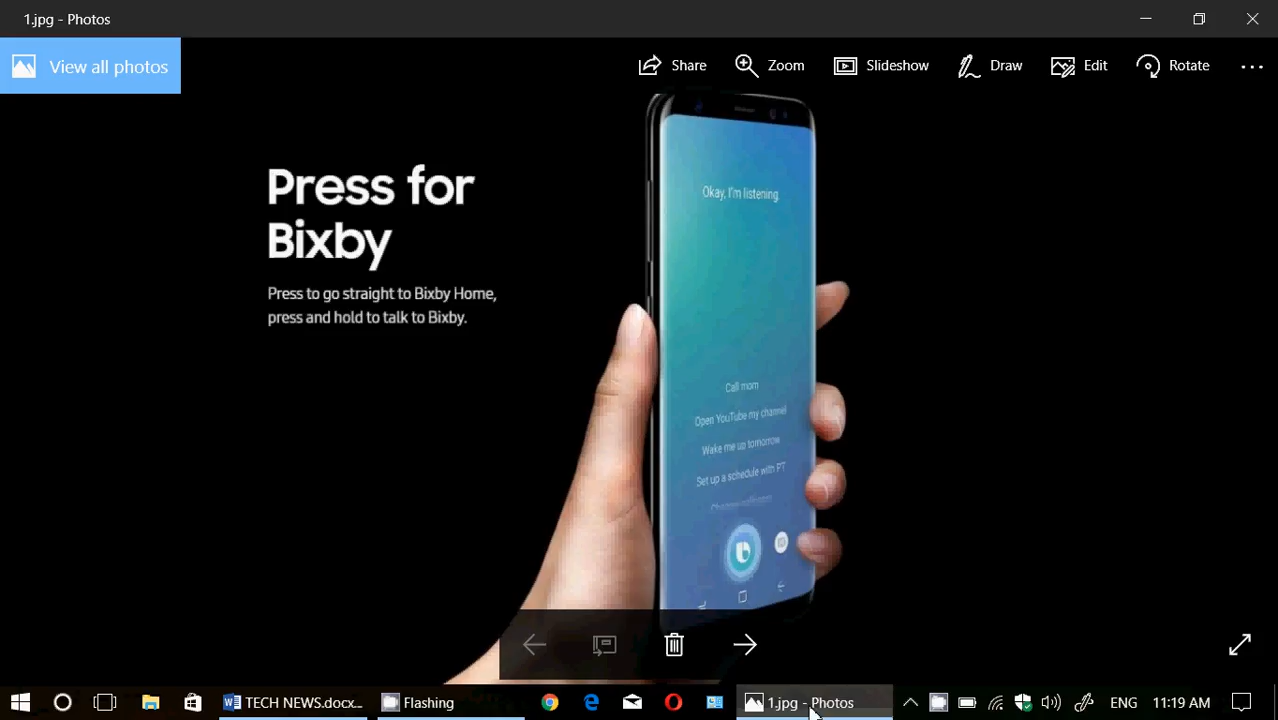 1.jpg - Photos
View all photos
Share
Zoom
Slideshow
Draw
Edit
Rotate
Press for
Bixby
Press to go straight to Bixby Home,
press and hold to talk to Bixby.
Okay, I'm listening
Call mom
Open YouTube my channel
Wake me up tomorrow
Set up a schedule with PT
TECH NEWS.docx...
Flashing
1.jpg - Photos
ENG
11:19 AM